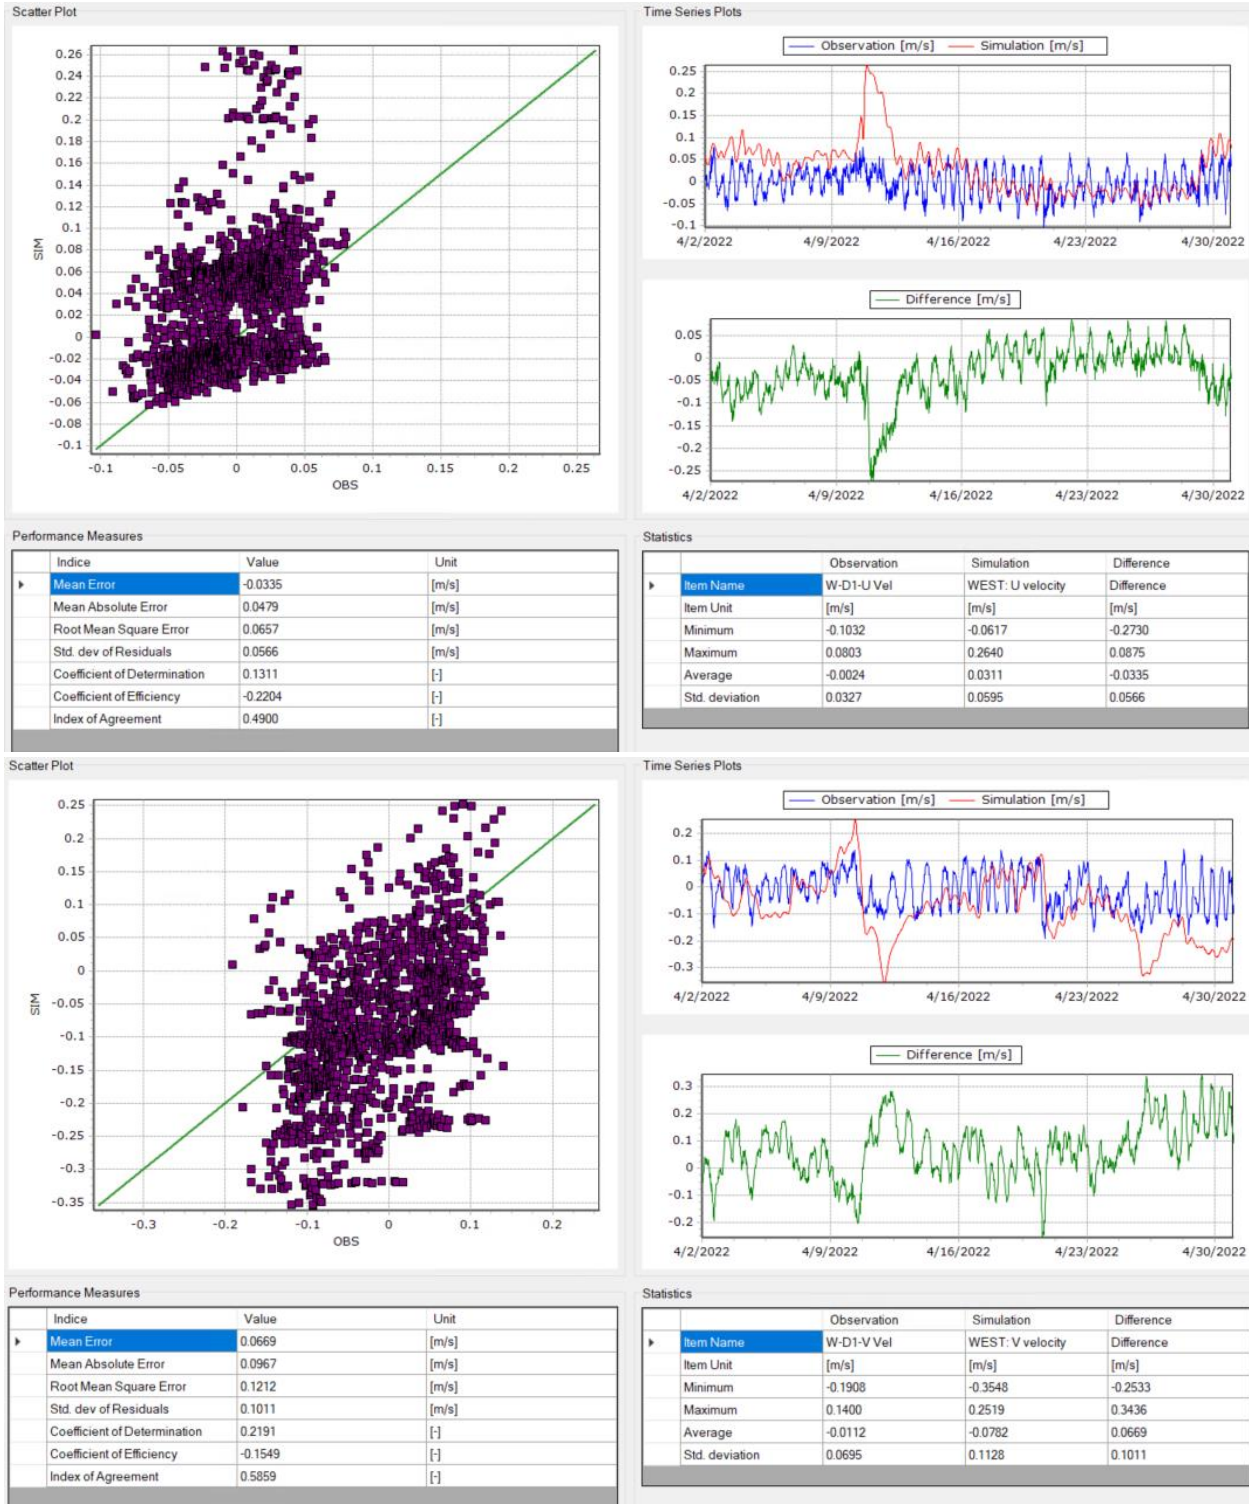 Scatter Plot
0.26
0.24
0.22
0.2
0.18
0.16
0.14
0.12
0.1
0.08
0.06
0.04
0.02
0
-0.02
-0.04
-0.06
-0.08
-0.1
SIM
-0.1 -0.05 0 0.05 0.1 0.15 0.2 0.25
OBS
Time Series Plots
Observation [m/s] Simulation [m/s]
0.25
0.2
0.15
0.1
0.05
0
-0.05
-0.1
4/2/2022 4/9/2022 4/16/2022 4/23/2022 4/30/2022
Difference [m/s]
0.05
0
-0.05
-0.1
-0.15
-0.2
-0.25
4/2/2022 4/9/2022 4/16/2022 4/23/2022 4/30/2022
Performance Measures
Indice Value Unit
Mean Error -0.0335 [m/s]
Mean Absolute Error 0.0479 [m/s]
Root Mean Square Error 0.0657 [m/s]
Std. dev of Residuals 0.0566 [m/s]
Coefficient of Determination 0.1311 [-]
Coefficient of Efficiency -0.2204 [-]
Index of Agreement 0.4900 [-]
Statistics
Observation Simulation Difference
Item Name W-D1-U Vel WEST: U velocity Difference
Item Unit [m/s] [m/s] [m/s]
Minimum -0.1032 -0.0617 -0.2730
Maximum 0.0803 0.2640 0.0875
Average -0.0024 0.0311 -0.0335
Std. deviation 0.0327 0.0595 0.0566
Scatter Plot
0.25
0.2
0.15
0.1
0.05
0
-0.05
-0.1
-0.15
-0.2
-0.25
-0.3
-0.35
SIM
-0.3 -0.2 -0.1 0 0.1 0.2
OBS
Time Series Plots
Observation [m/s] Simulation [m/s]
0.2
0.1
0
-0.1
-0.2
-0.3
4/2/2022 4/9/2022 4/16/2022 4/23/2022 4/30/2022
Difference [m/s]
0.3
0.2
0.1
0
-0.1
-0.2
4/2/2022 4/9/2022 4/16/2022 4/23/2022 4/30/2022
Performance Measures
Indice Value Unit
Mean Error 0.0669 [m/s]
Mean Absolute Error 0.0967 [m/s]
Root Mean Square Error 0.1212 [m/s]
Std. dev of Residuals 0.1011 [m/s]
Coefficient of Determination 0.2191 [-]
Coefficient of Efficiency -0.1549 [-]
Index of Agreement 0.5859 [-]
Statistics
Observation Simulation Difference
Item Name W-D1-V Vel WEST: V velocity Difference
Item Unit [m/s] [m/s] [m/s]
Minimum -0.1908 -0.3548 -0.2533
Maximum 0.1400 0.2519 0.3436
Average -0.0112 -0.0782 0.0669
Std. deviation 0.0695 0.1128 0.1011